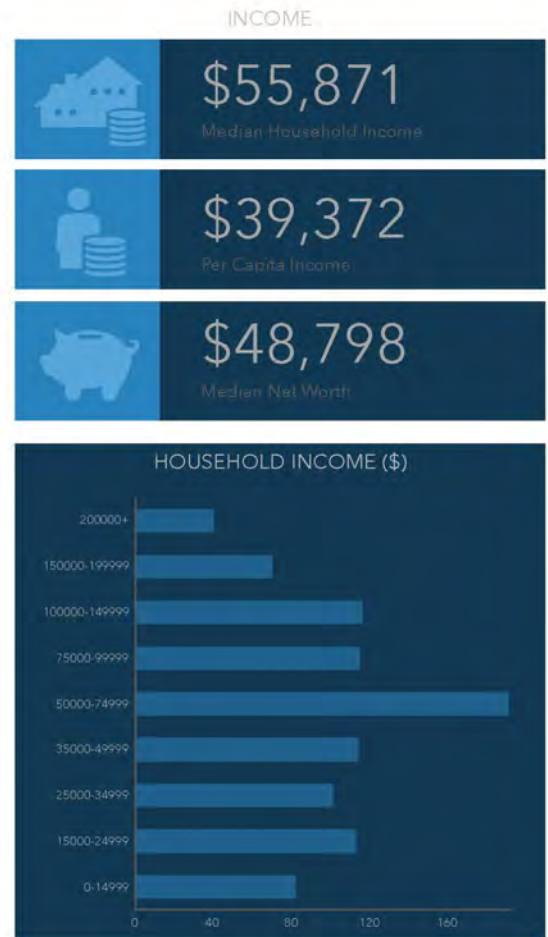 INCOME
$55,871
Median Household Income
$39,372
Per Capita Income
$48,798
Median Net Worth
HOUSEHOLD INCOME ($)
200000+
150000-199999
100000-149999
75000-99999
50000-74999
35000-49999
25000-34999
15000-24999
0-14999
0 40 80 120 160